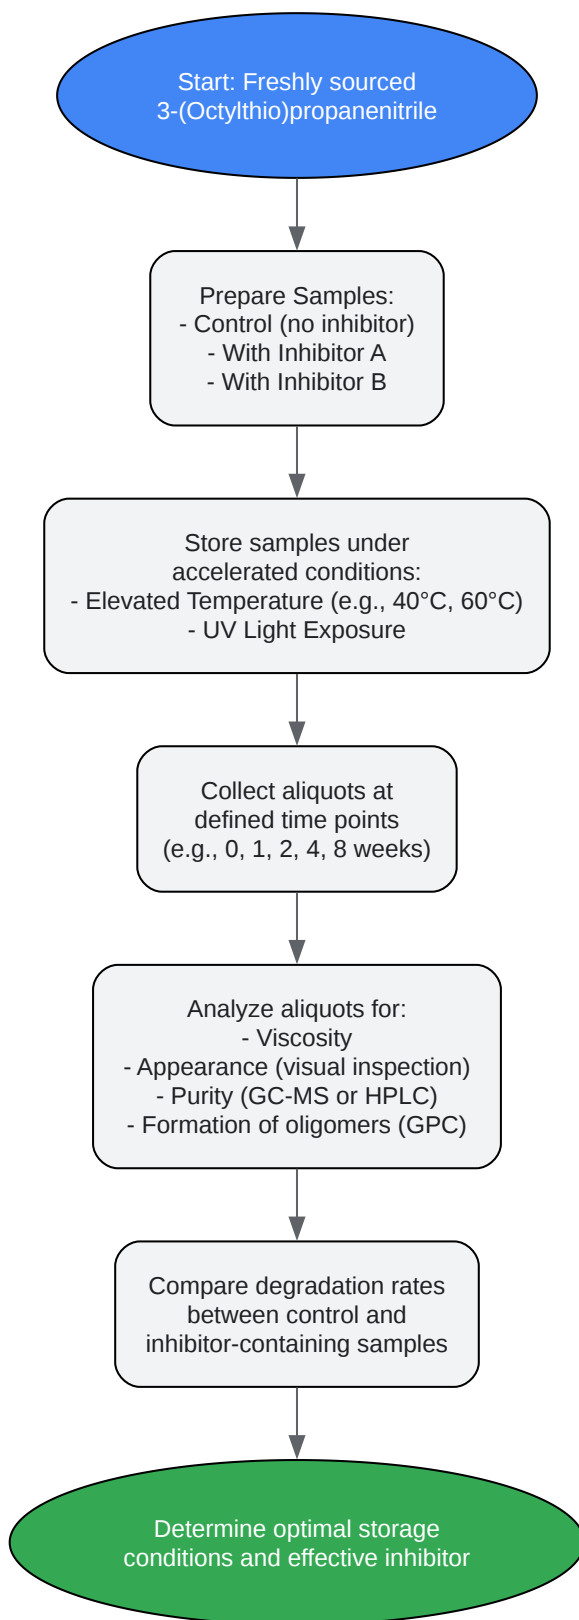 Start: Freshly sourced
3-(Octylthio)propanenitrile
Prepare Samples:
- Control (no inhibitor)
- With Inhibitor A
- With Inhibitor B
Store samples under
accelerated conditions:
- Elevated Temperature (e.g., 40°C, 60°C)
- UV Light Exposure
Collect aliquots at
defined time points
(e.g., 0, 1, 2, 4, 8 weeks)
Analyze aliquots for:
- Viscosity
- Appearance (visual inspection)
- Purity (GC-MS or HPLC)
- Formation of oligomers (GPC)
Compare degradation rates
between control and
inhibitor-containing samples
Determine optimal storage
conditions and effective inhibitor